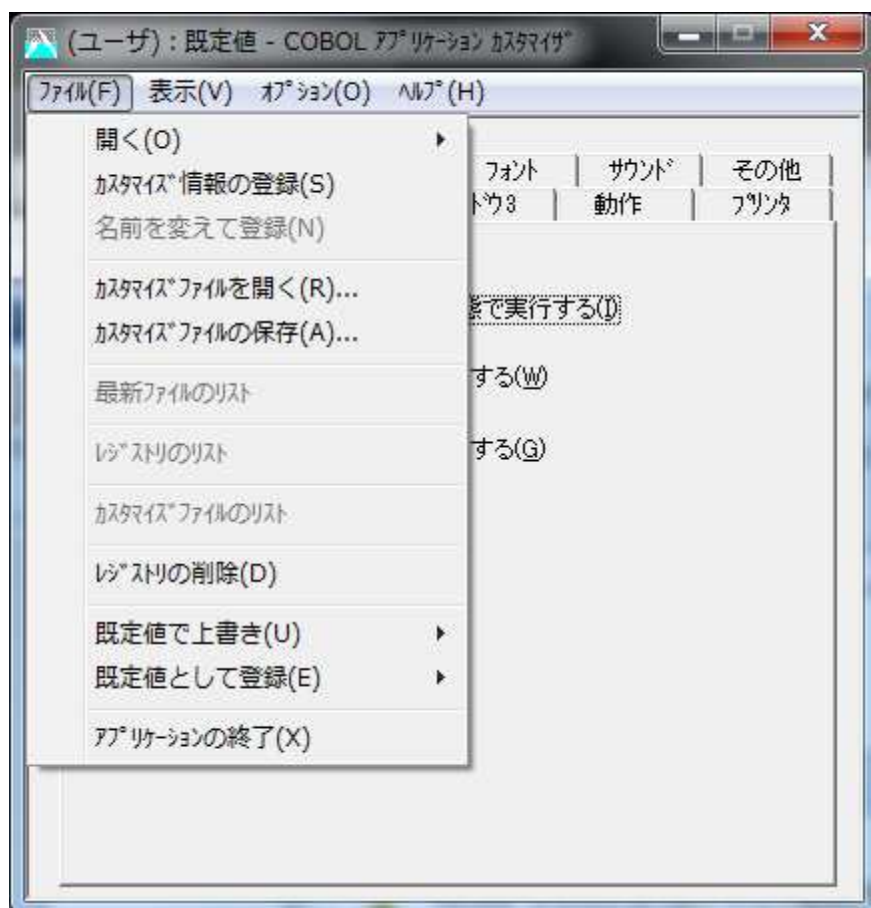 (ユーザ) : 既定値 - COBOL ｱﾌﾟﾘｹｰｼｮﾝ ｶｽﾀﾏｲｻﾞ
ﾌｧｲﾙ(F) 表示(V) ｵﾌﾟｼｮﾝ(O) ﾍﾙﾌﾟ(H)
開く(O)
ｶｽﾀﾏｲｽﾞ情報の登録(S)
名前を変えて登録(N)
ｶｽﾀﾏｲｽﾞﾌｧｲﾙを開く(R)...
ｶｽﾀﾏｲｽﾞﾌｧｲﾙの保存(A)...
最新ﾌｧｲﾙのﾘｽﾄ
ﾚｼﾞｽﾄﾘのﾘｽﾄ
ｶｽﾀﾏｲｽﾞﾌｧｲﾙのﾘｽﾄ
ﾚｼﾞｽﾄﾘの削除(D)
既定値で上書き(U)
既定値として登録(E)
ｱﾌﾟﾘｹｰｼｮﾝの終了(X)
ﾌｫﾝﾄ ｻｳﾝﾄﾞ その他
ﾄﾞｳ3 動作 ﾌﾟﾘﾝﾀ
で実行する(I)
する(W)
する(G)